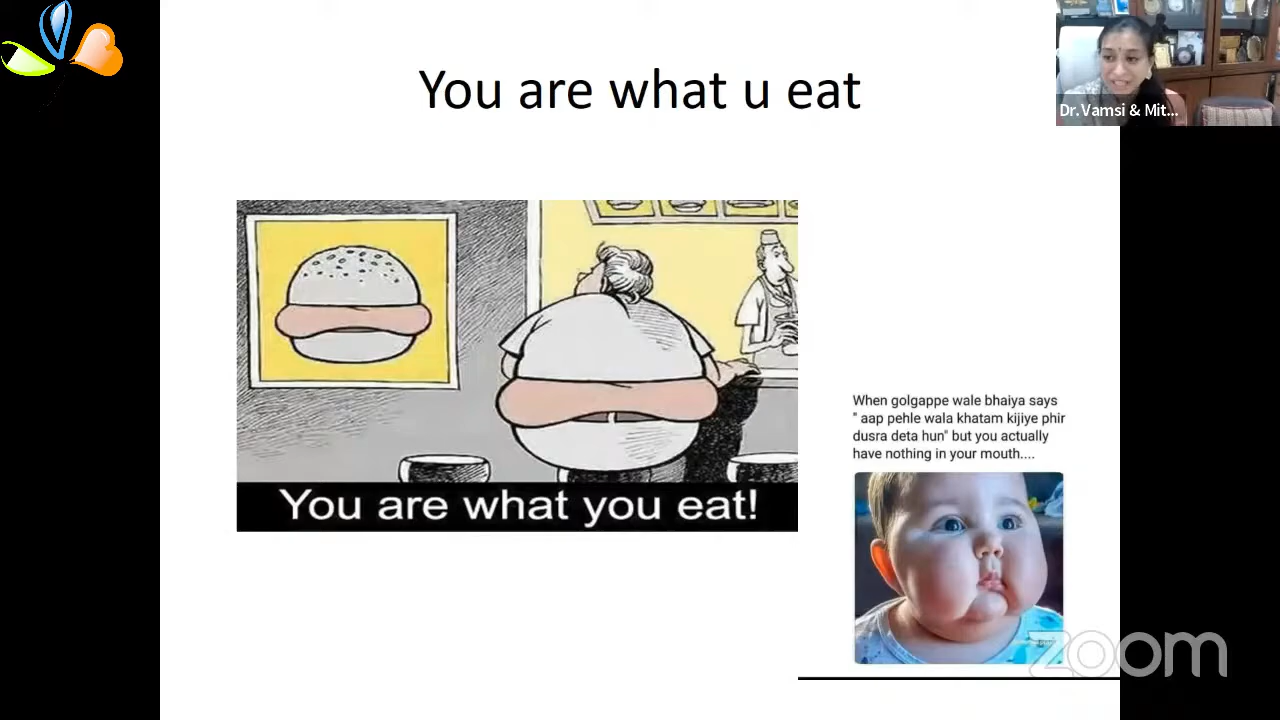 You are what u eat
Dr.Vamsi & Mit...
When golgappe wale bhaiya says
" aap pehle wala khatam kijiye phir
dusra deta hun" but you actually
have nothing in your mouth....
You are what you eat!
zoom